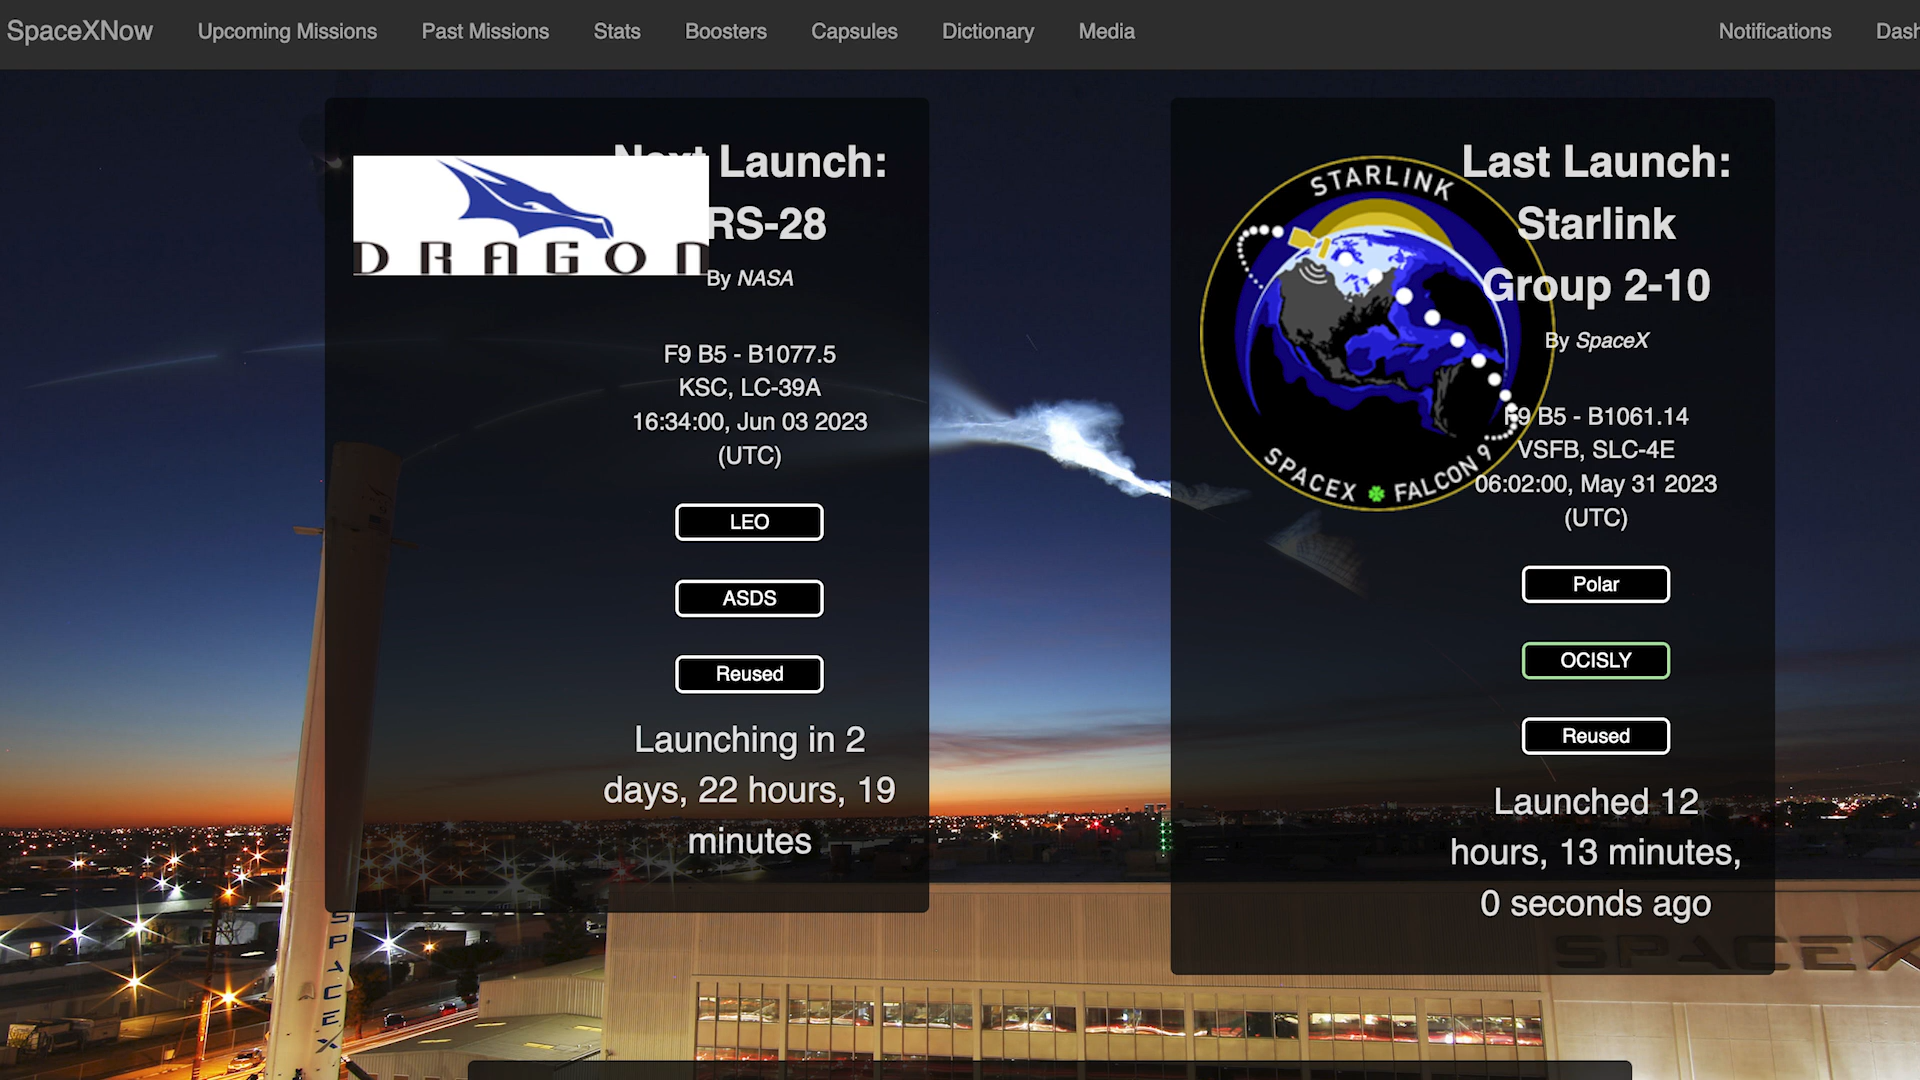 SpaceXNow Upcoming Missions Past Missions Stats Boosters Capsules Dictionary Media Notifications
Next Launch:
RS-28
By NASA
DRAGON
F9 B5 - B1077.5
KSC, LC-39A
16:34:00, Jun 03 2023
(UTC)
LEO
ASDS
Reused
Launching in 2
days, 22 hours, 19
minutes
Last Launch:
Starlink
Group 2-10
By SpaceX
STARLINK
SPACEX FALCON 9
F9 B5 - B1061.14
VSFB, SLC-4E
06:02:00, May 31 2023
(UTC)
Polar
OCISLY
Reused
Launched 12
hours, 13 minutes,
0 seconds ago
SPACEX
SPACEX